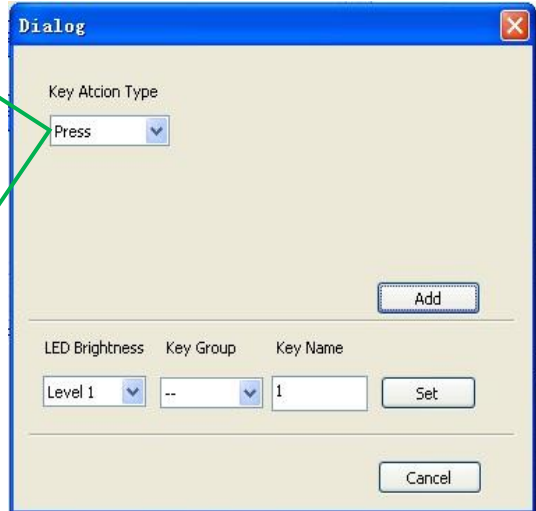 Dialog
Key Atcion Type
Press
Add
LED Brightness Key Group Key Name
Level 1 -- 1 Set
Cancel